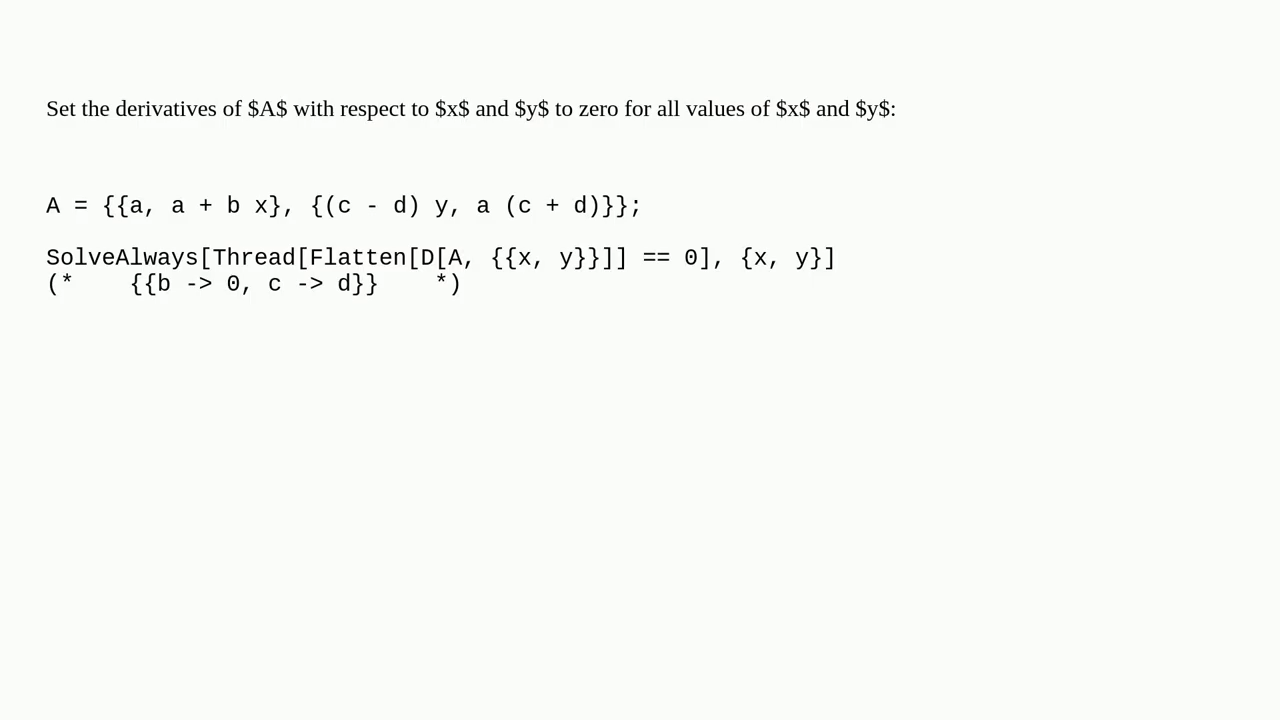 Set the derivatives of $A$ with respect to $x$ and $y$ to zero for all values of $x$ and $y$:
A = {{a, a + b x}, {(c - d) y, a (c + d)}};
SolveAlways[Thread[Flatten[D[A, {{x, y}}]] == 0], {x, y}]
(*    {{b -> 0, c -> d}}    *)